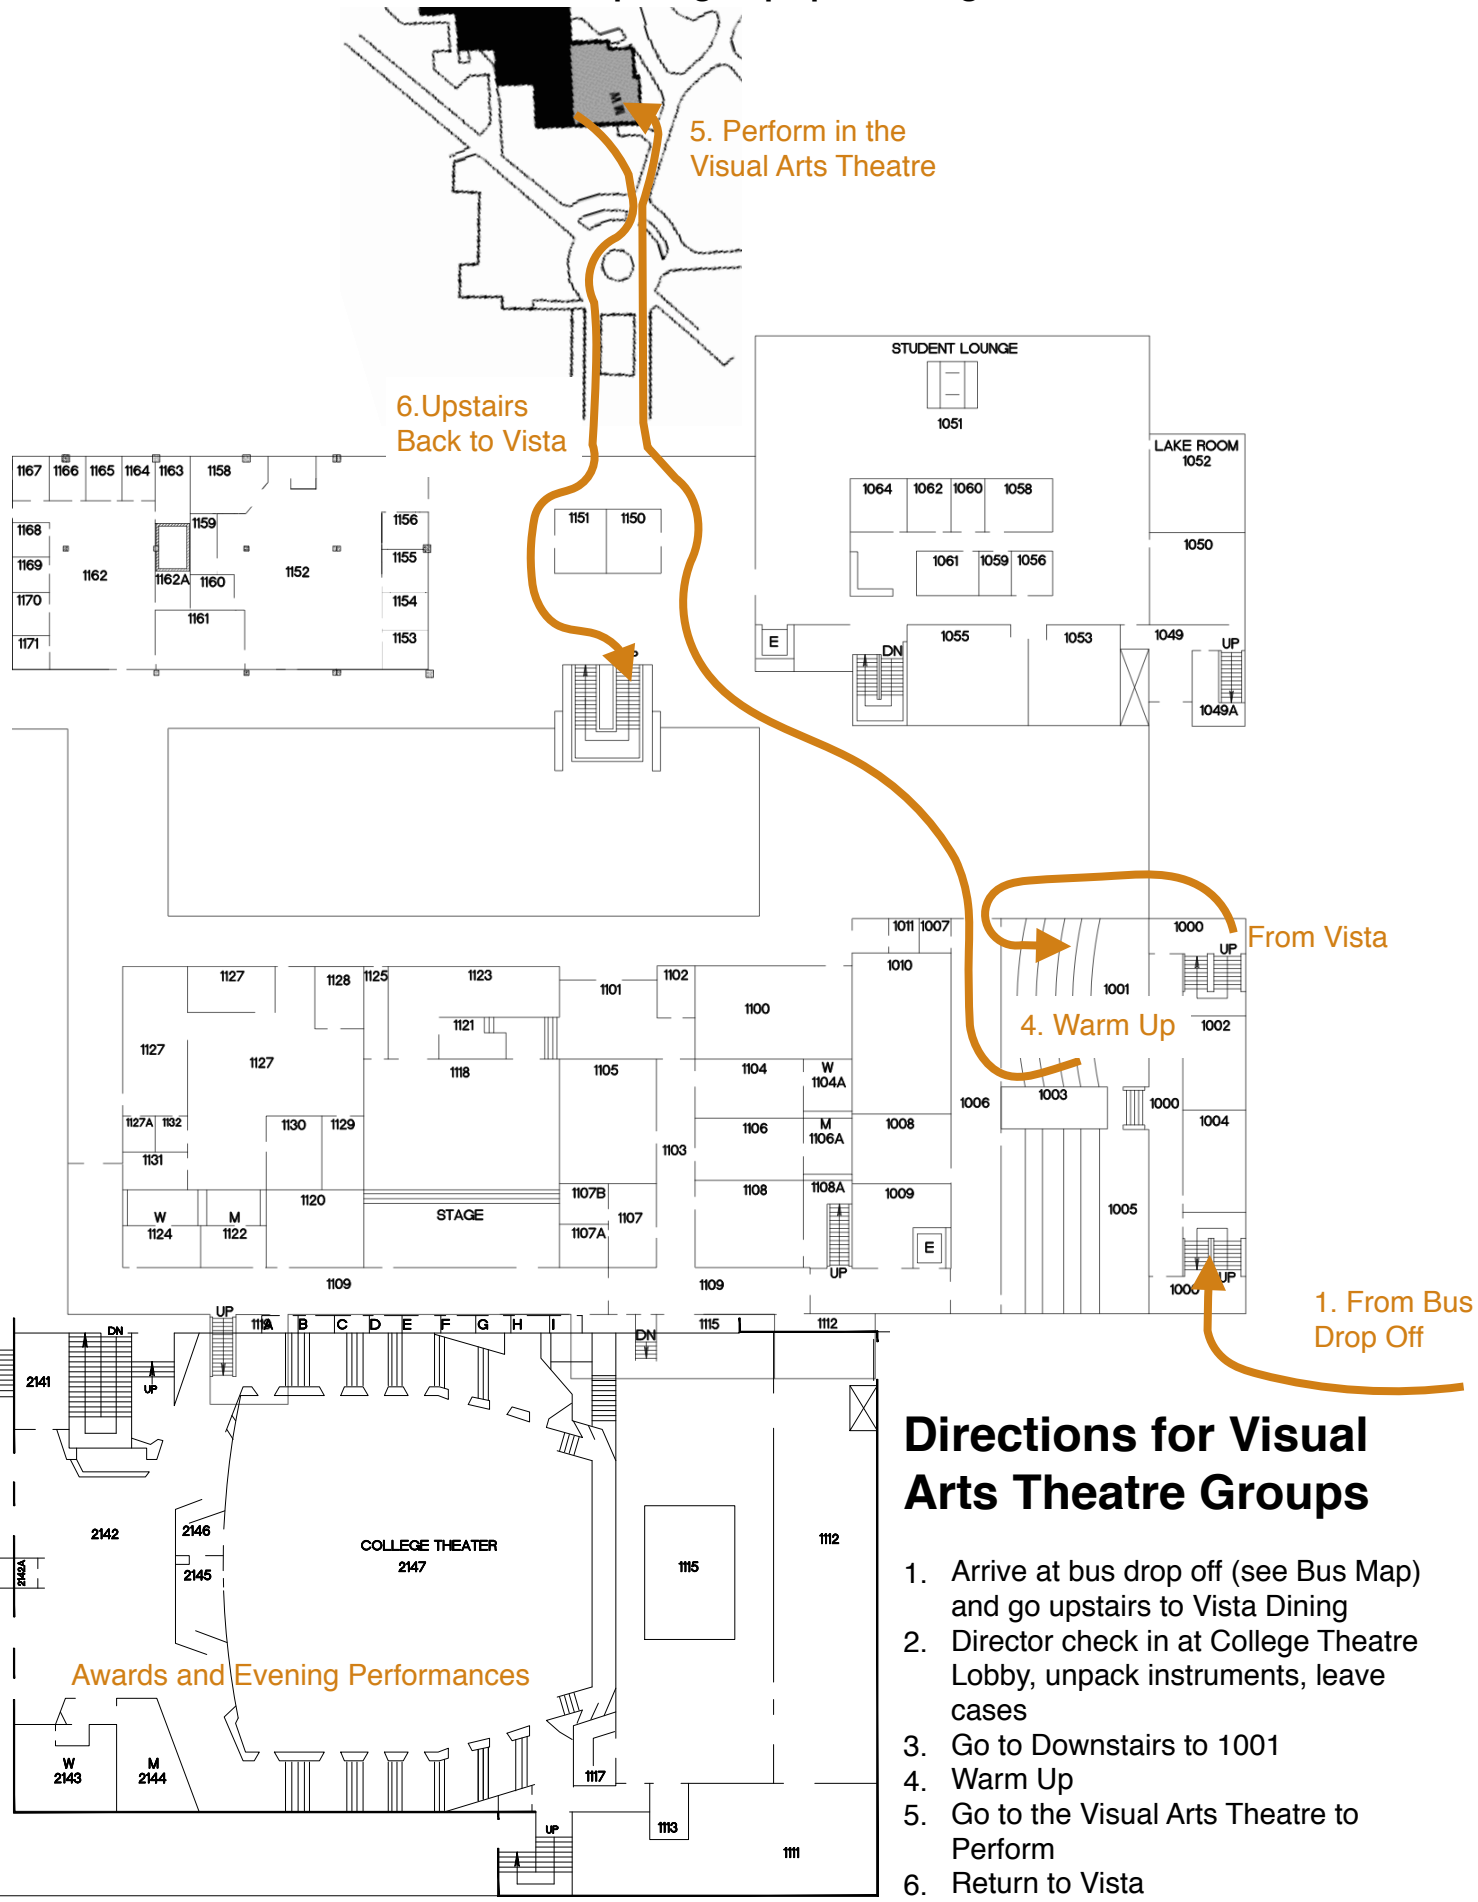 5. Perform in the
Visual Arts Theatre
STUDENT LOUNGE
1051
6.Upstairs
Back to Vista
LAKE ROOM
1052
1167 1166 1165 1164 1163 1158
1064 1062 1060 1058
1168
1159
1156
1151 1150
1050
1169
1162
1162A
1160
1152
1155
1061 1059 1056
1170
1161
1154
1171
1153
E
1055
1053
1049
DN
UP
1049A
1011 1007
1000
From Vista
UP
1010
1001
1127
1128
1125
1123
1101
1102
1100
4. Warm Up
1002
1127
1127
1121
1118
1105
1104
W
1104A
1006
1003
1000
1004
1127A 1132
1130
1129
1106
M
1106A
1008
1131
1103
1120
1107B
1108
1108A
1009
1005
W
1124
M
1122
STAGE
1107
1107A
E
UP
1109
1109
UP
1000
1. From Bus
Drop Off
UP
A B C D E F G H I
1115
1112
DN
DN
UP
2141
Directions for Visual
Arts Theatre Groups
2142
2146
COLLEGE THEATER
2147
1115
1112
2142A
2145
1. Arrive at bus drop off (see Bus Map)
and go upstairs to Vista Dining
2. Director check in at College Theatre
Lobby, unpack instruments, leave
cases
3. Go to Downstairs to 1001
4. Warm Up
5. Go to the Visual Arts Theatre to
Perform
6. Return to Vista
Awards and Evening Performances
W
2143
M
2144
1117
UP
1113
1111